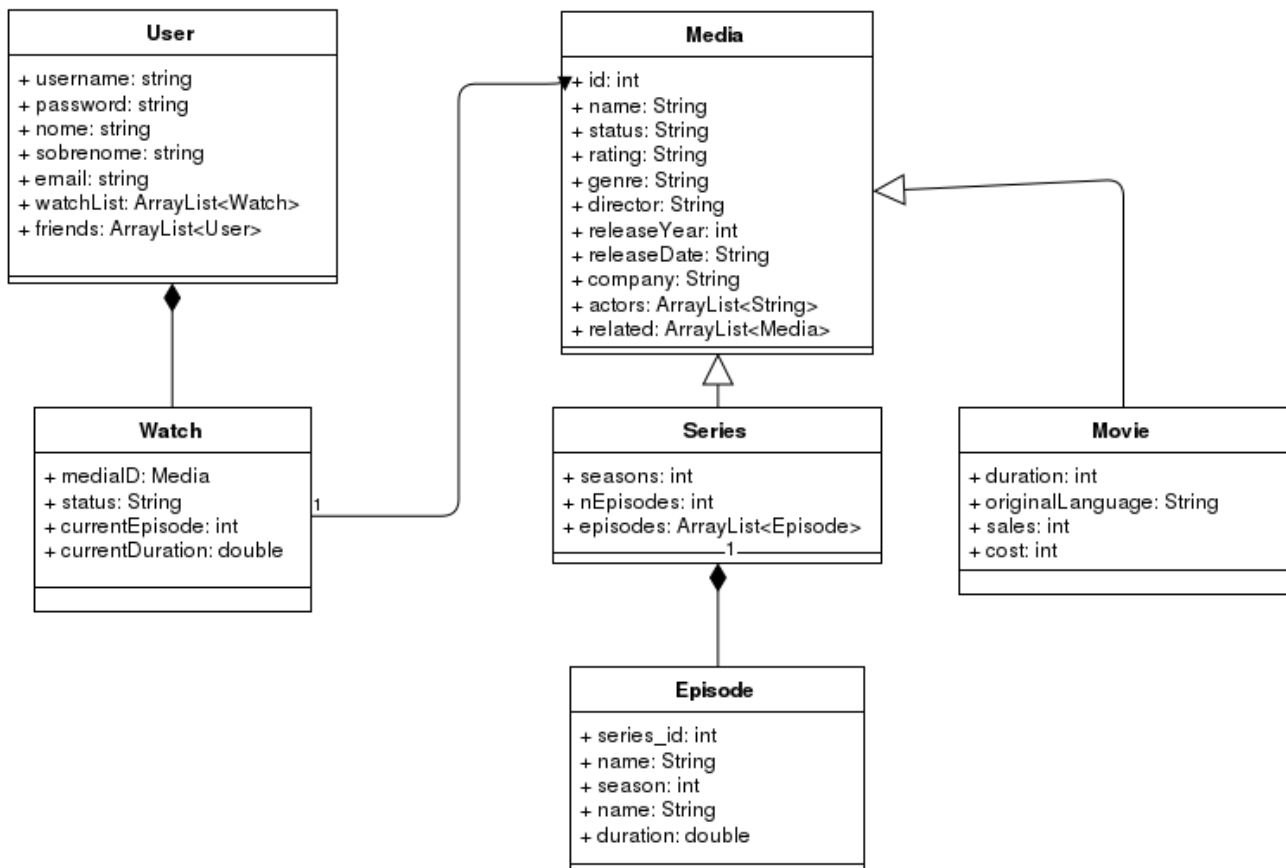 User
+ username: string
+ password: string
+ nome: string
+ sobrenome: string
+ email: string
+ watchList: ArrayList<Watch>
+ friends: ArrayList<User>
Media
+ id: int
+ name: String
+ status: String
+ rating: String
+ genre: String
+ director: String
+ releaseYear: int
+ releaseDate: String
+ company: String
+ actors: ArrayList<String>
+ related: ArrayList<Media>
Watch
+ mediaID: Media
+ status: String
+ currentEpisode: int
+ currentDuration: double
1
Series
+ seasons: int
+ nEpisodes: int
+ episodes: ArrayList<Episode>
1
Movie
+ duration: int
+ originalLanguage: String
+ sales: int
+ cost: int
Episode
+ series_id: int
+ name: String
+ season: int
+ name: String
+ duration: double